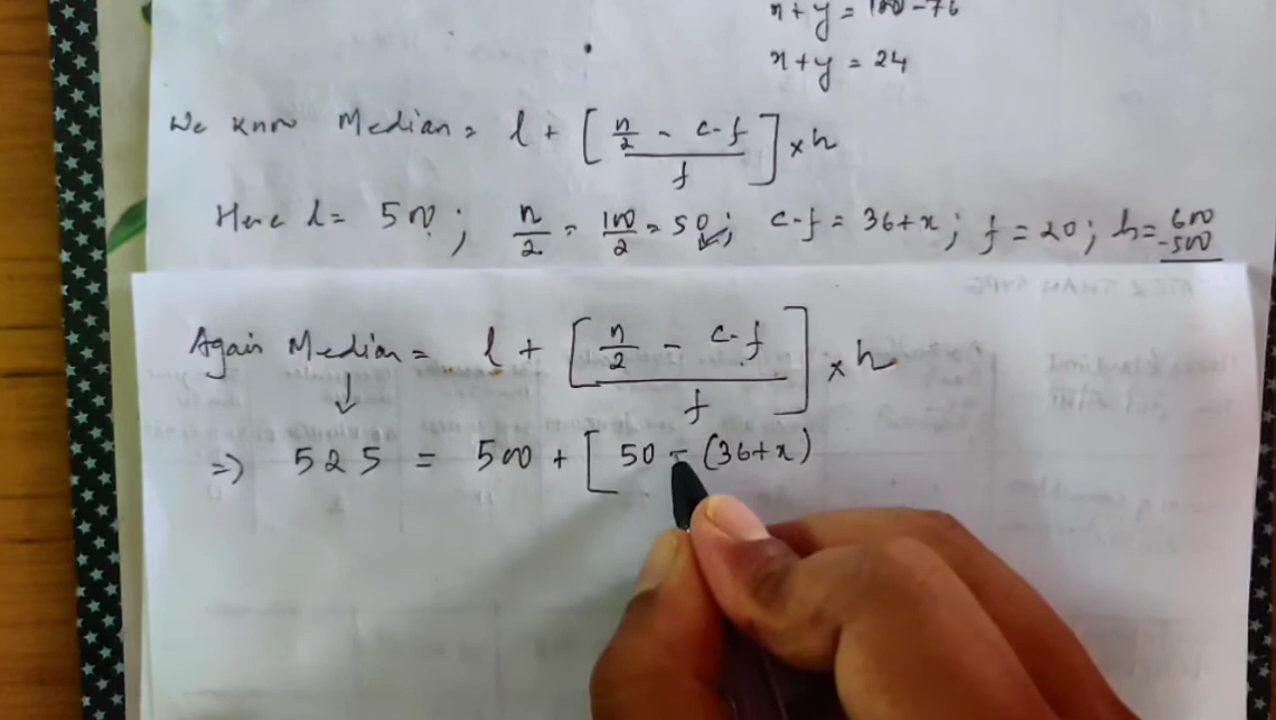 x + y = 100 - 76
x + y = 24
We know Median = l + [ n/2 - c-f / f ] × h
Here l = 500 ; n/2 = 100/2 = 50 ; c-f = 36+x ; f = 20 ; h = 600 - 500
Again Median = l + [ n/2 - c-f / f ] × h
⇒ 525 = 500 + [ 50 - (36+x)